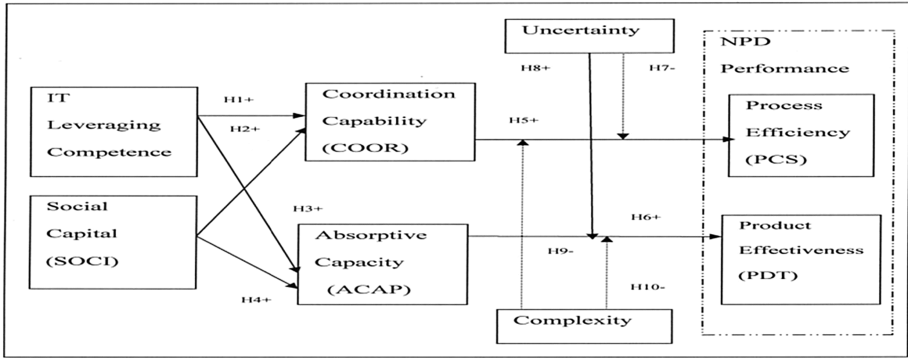 IT
Leveraging
Competence
Social
Capital
(SOCI)
H1+
H2+
H3+
H4+
Coordination
Capability
(COOR)
Absorptive
Capacity
(ACAP)
Uncertainty
H8+
H7-
H5+
H6+
H9-
H10-
Complexity
NPD
Performance
Process
Efficiency
(PCS)
Product
Effectiveness
(PDT)